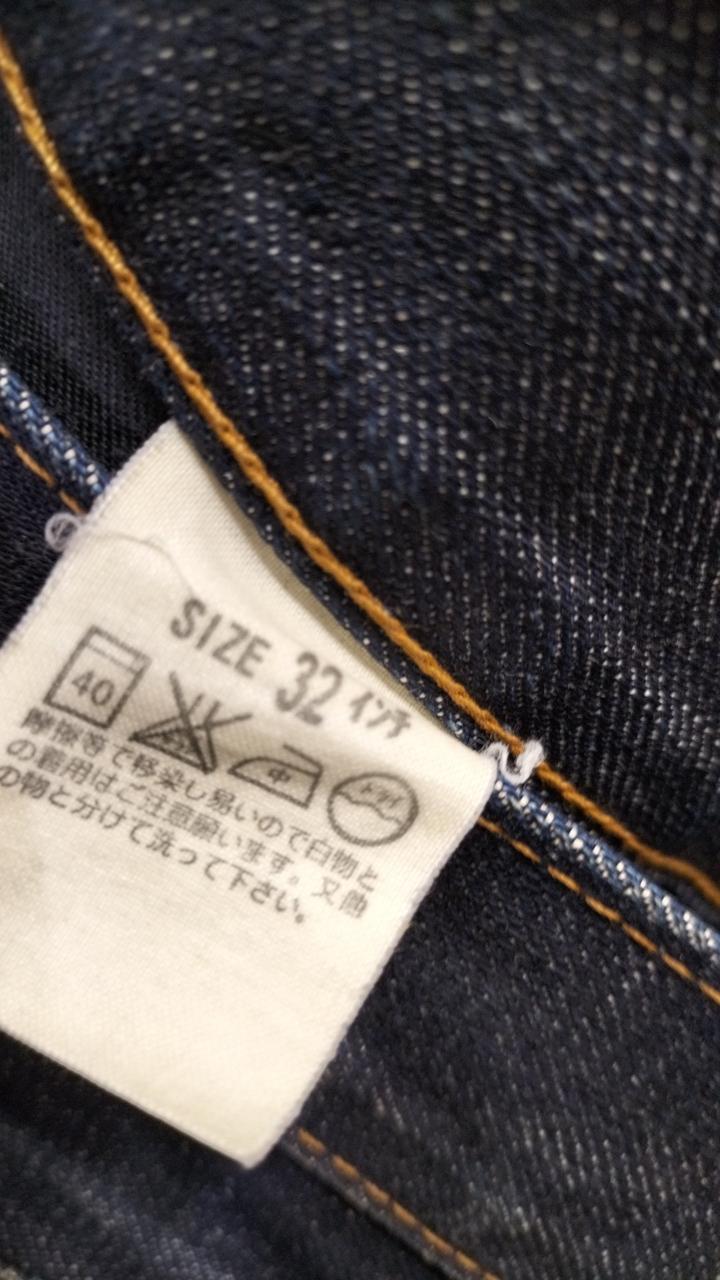 SIZE 32 インチ
40 中 ドライ
摩擦等で移染し易いので白物と
の着用はご注意願います。又他
の物と分けて洗って下さい。